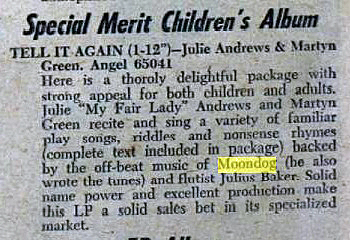 Special Merit Children's Album
TELL IT AGAIN (1-12")—Julie Andrews & Martyn
Green. Angel 65041
Here is a thoroly delightful package with
strong appeal for both children and adults.
Julie "My Fair Lady" Andrews and Martyn
Green recite and sing a variety of familiar
play songs, riddles and nonsense rhymes
(complete text included in package) backed
by the off-beat music of Moondog (he also
wrote the tunes) and flutist Julius Baker. Solid
name power and excellent production make
this LP a solid sales bet in its specialized
market.